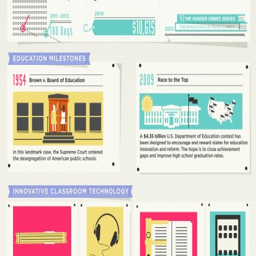 2011-2012
180 Days
$10,615
THE HUNGER GAMES SERIES
EDUCATION MILESTONES
1954 Brown v. Board of Education
In this landmark case, the Supreme Court ordered
the desegregation of American public schools.
2009 Race to the Top
A $4.35 billion U.S. Department of Education contest has
been designed to encourage and reward states for education
innovation and reform. The hope is to close achievement
gaps and improve high school graduation rates.
INNOVATIVE CLASSROOM TECHNOLOGY